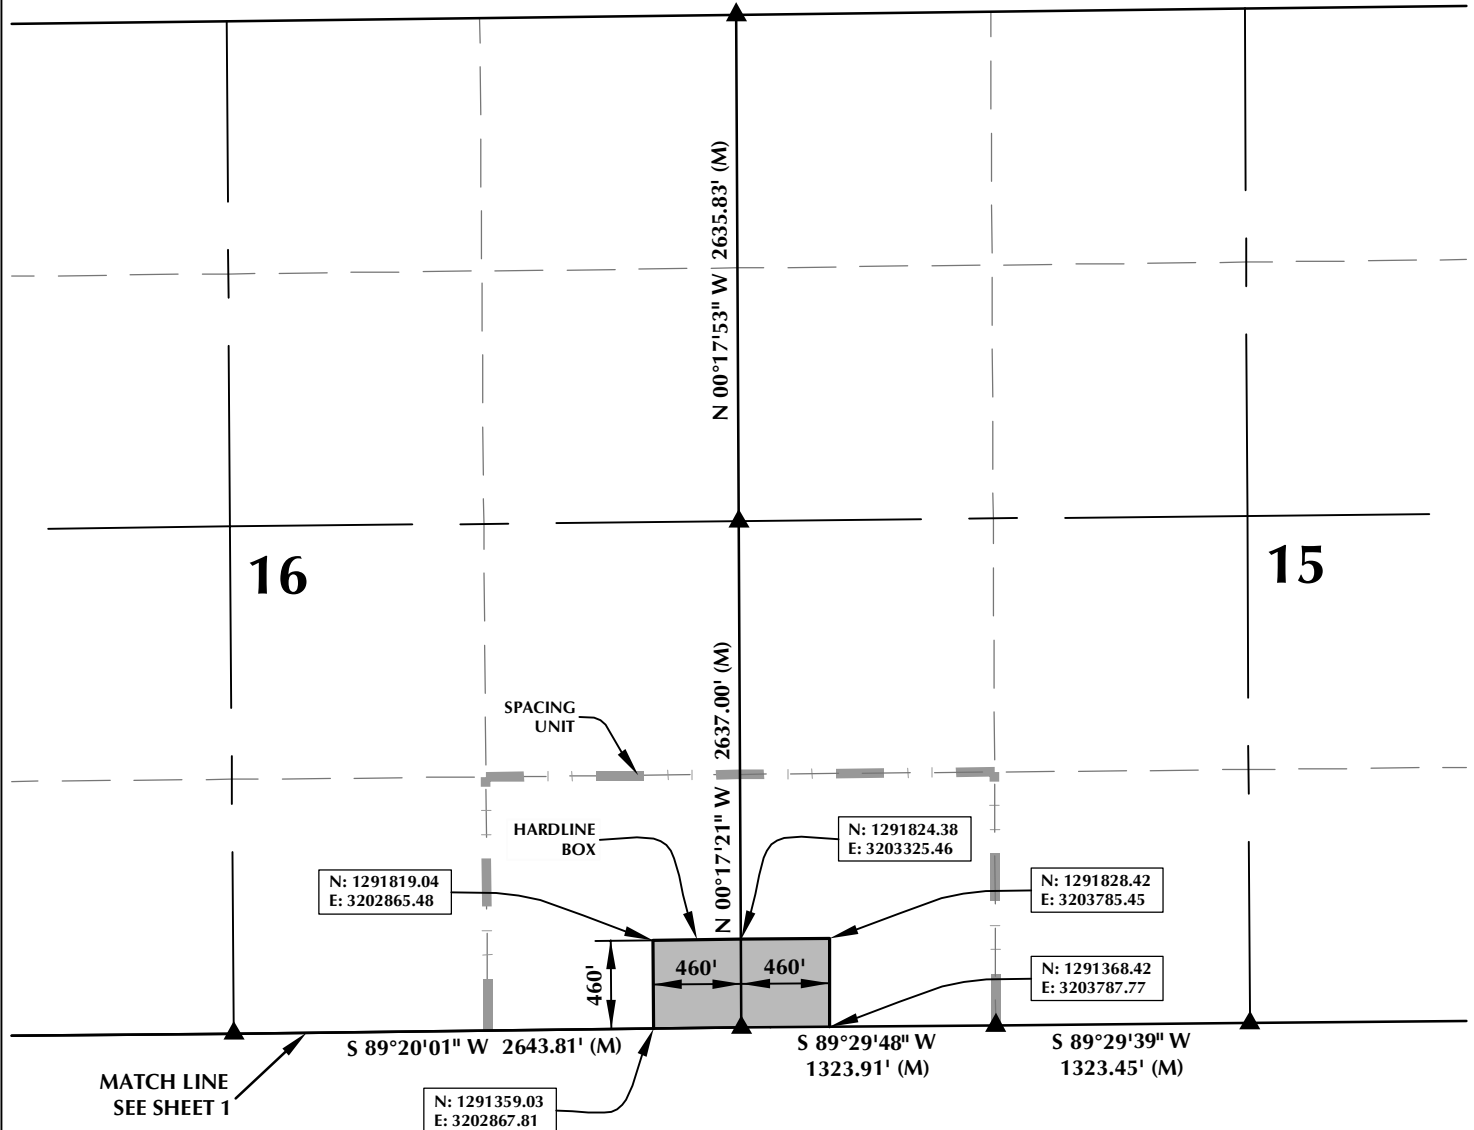 N 00°17'53" W 2635.83' (M)
16
15
SPACING
UNIT
N 00°17'21" W 2637.00' (M)
HARDLINE
BOX
N: 1291824.38
E: 3203325.46
N: 1291819.04
E: 3202865.48
N: 1291828.42
E: 3203785.45
460'
460'
460'
N: 1291368.42
E: 3203787.77
S 89°20'01" W 2643.81' (M)
S 89°29'48" W
1323.91' (M)
S 89°29'39" W
1323.45' (M)
MATCH LINE
SEE SHEET 1
N: 1291359.03
E: 3202867.81